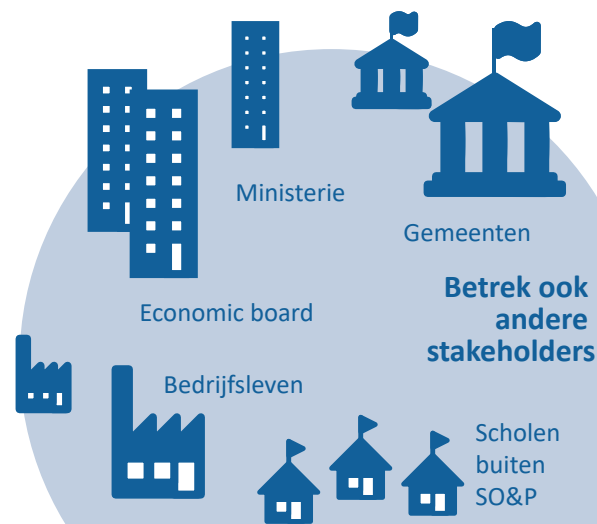 Ministerie
Gemeenten
Betrek ook
andere
stakeholders
Economic board
Bedrijfsleven
Scholen
buiten
SO&P